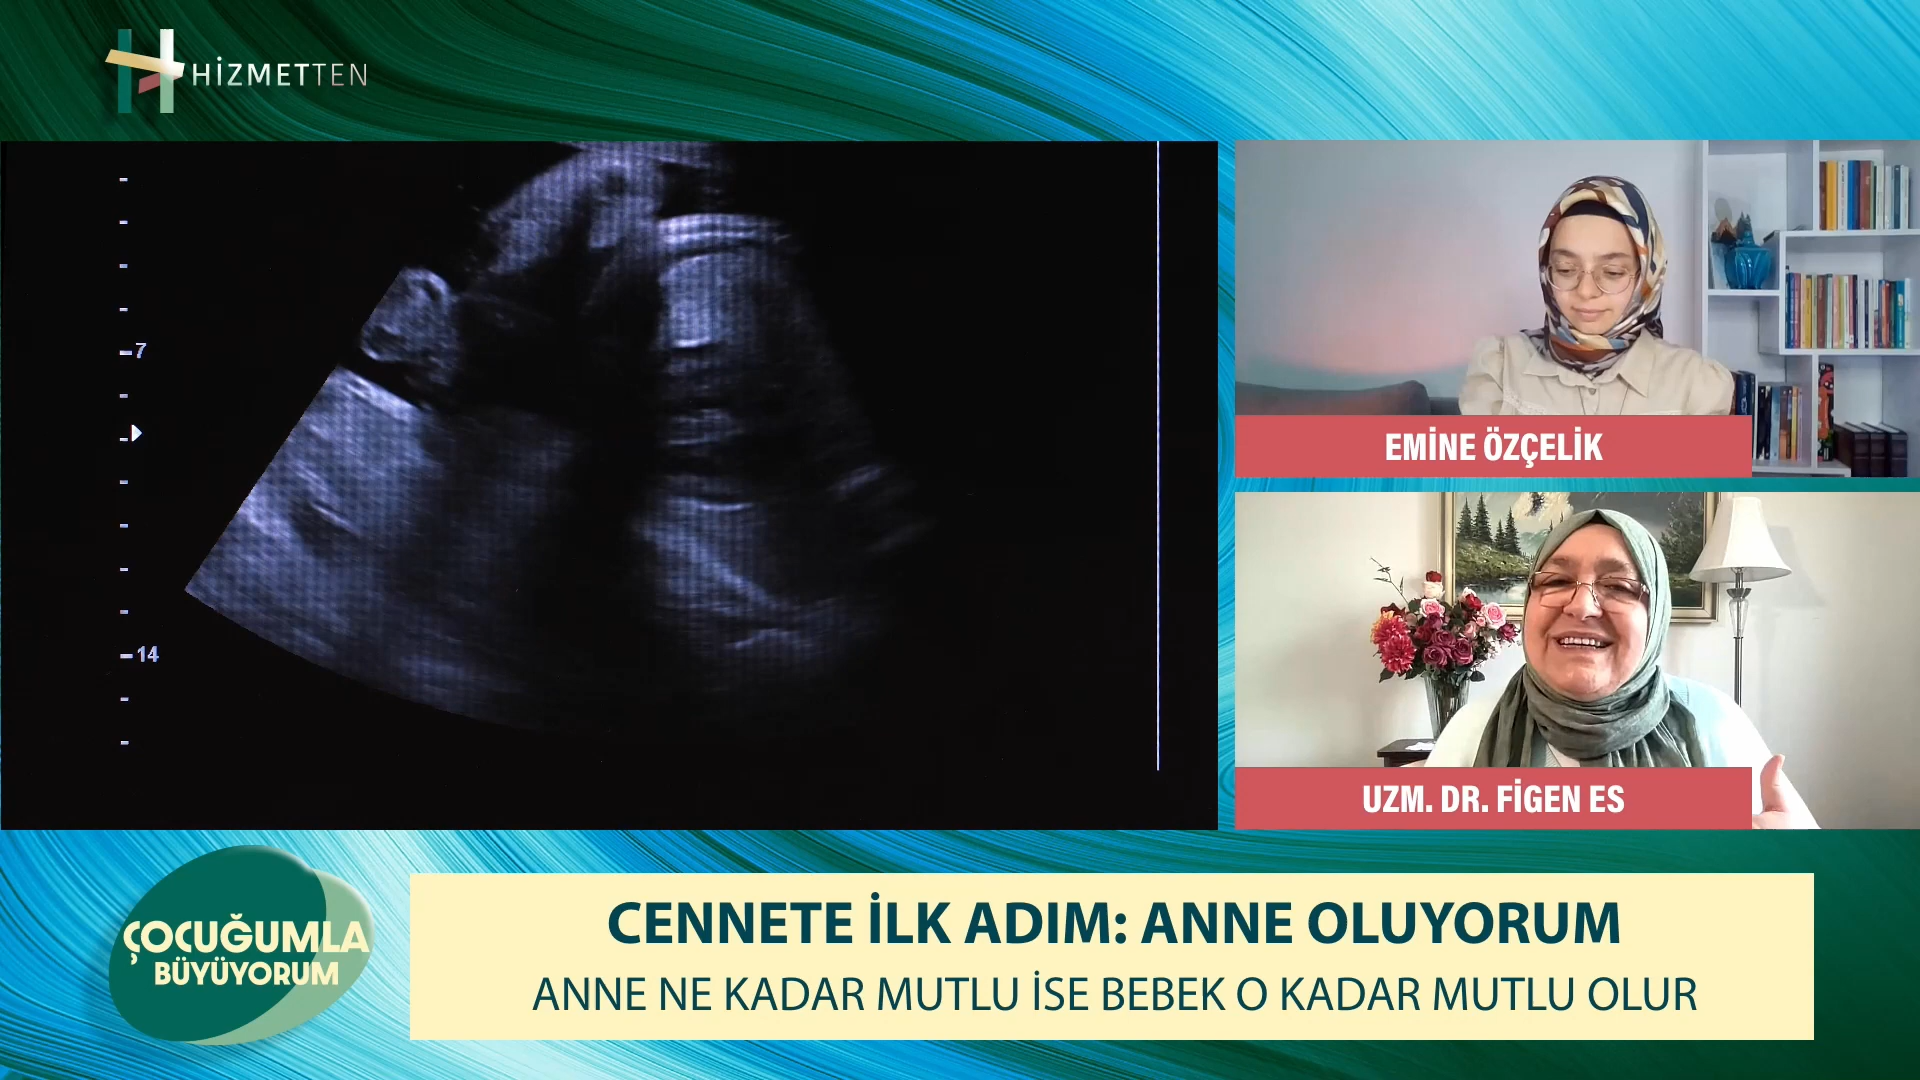 HİZMETTEN
7
14
EMİNE ÖZÇELİK
UZM. DR. FİGEN ES
ÇOCUĞUMLA
BÜYÜYORUM
CENNETE İLK ADIM: ANNE OLUYORUM
ANNE NE KADAR MUTLU İSE BEBEK O KADAR MUTLU OLUR